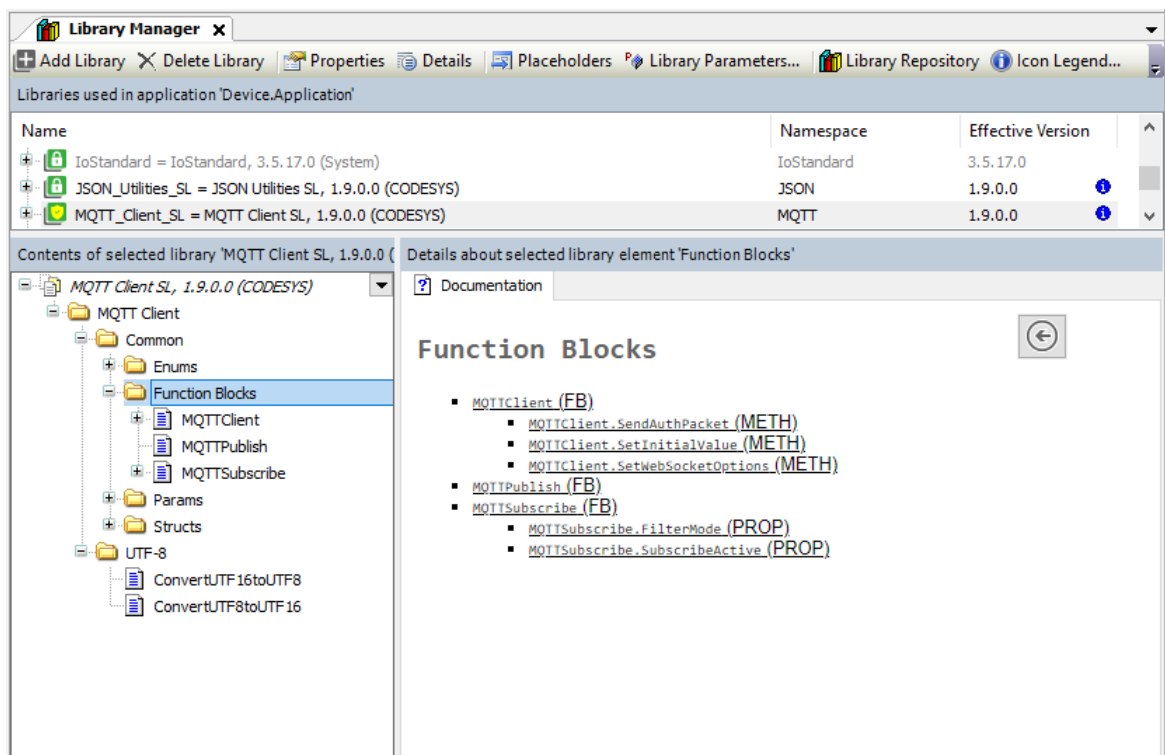 Library Manager
Add Library Delete Library Properties Details Placeholders Library Parameters... Library Repository Icon Legend...
Libraries used in application 'Device.Application'
Name Namespace Effective Version
IoStandard = IoStandard, 3.5.17.0 (System) IoStandard 3.5.17.0
JSON_Utilities_SL = JSON Utilities SL, 1.9.0.0 (CODESYS) JSON 1.9.0.0
MQTT_Client_SL = MQTT Client SL, 1.9.0.0 (CODESYS) MQTT 1.9.0.0
Contents of selected library 'MQTT Client SL, 1.9.0.0 (
MQTT Client SL, 1.9.0.0 (CODESYS)
MQTT Client
Common
Enums
Function Blocks
MQTTClient
MQTTPublish
MQTTSubscribe
Params
Structs
UTF-8
ConvertUTF16toUTF8
ConvertUTF8toUTF16
Details about selected library element 'Function Blocks'
Documentation
Function Blocks
MQTTClient (FB)
MQTTClient.SendAuthPacket (METH)
MQTTClient.SetInitialValue (METH)
MQTTClient.SetWebSocketOptions (METH)
MQTTPublish (FB)
MQTTSubscribe (FB)
MQTTSubscribe.FilterMode (PROP)
MQTTSubscribe.SubscribeActive (PROP)